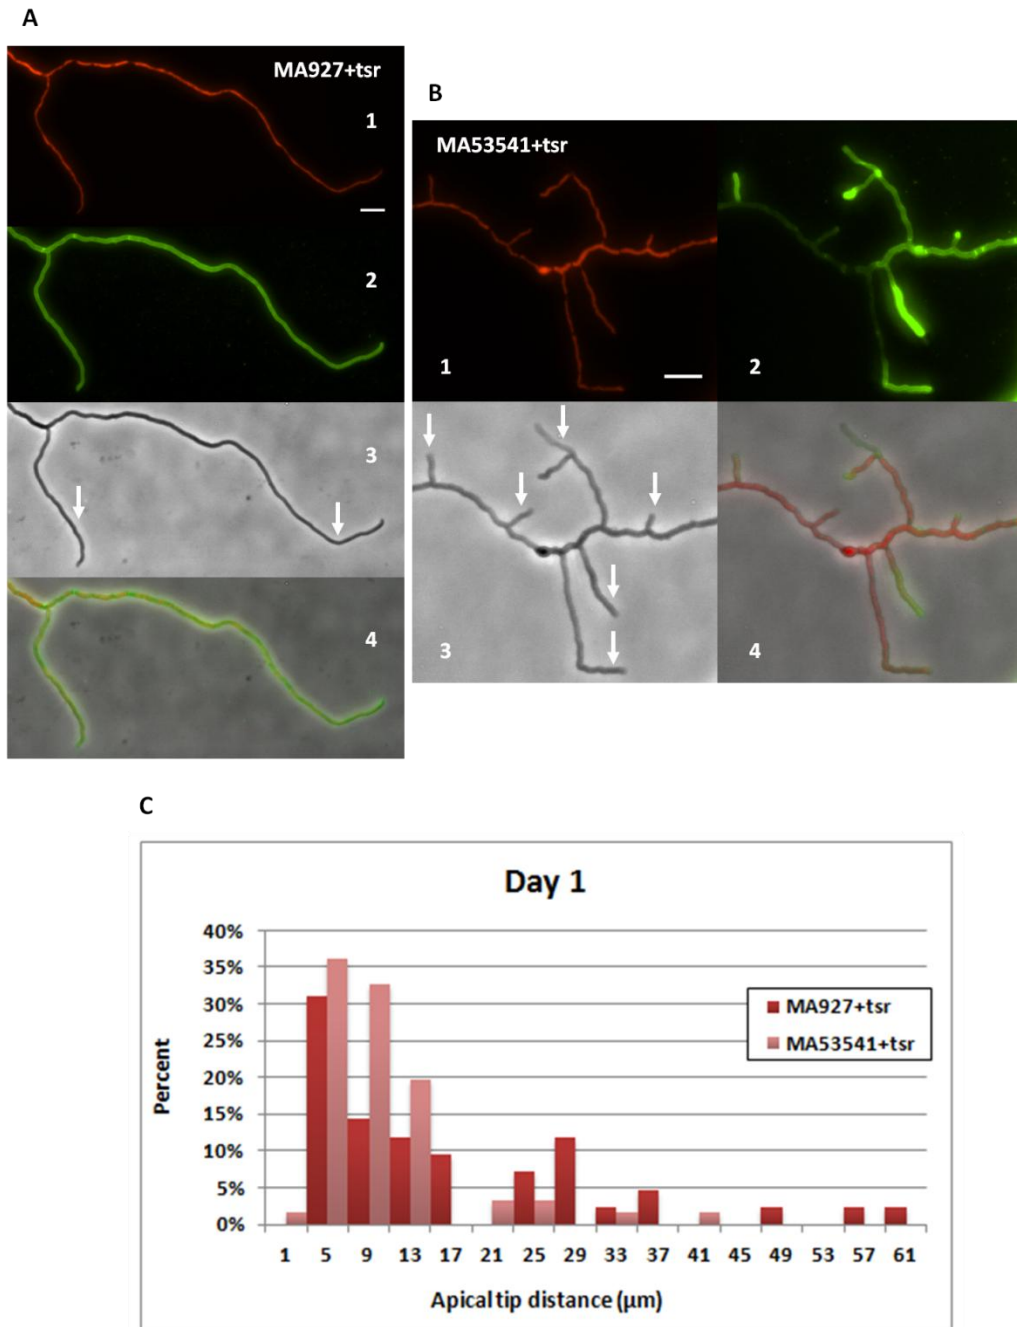 A
MA927+tsr
1
2
3
4
B
MA53541+tsr
1
2
3
4
C
Day 1
40%
35%
30%
25%
20%
15%
10%
5%
0%
Percent
MA927+tsr
MA53541+tsr
1 5 9 13 17 21 25 29 33 37 41 45 49 53 57 61
Apical tip distance (µm)